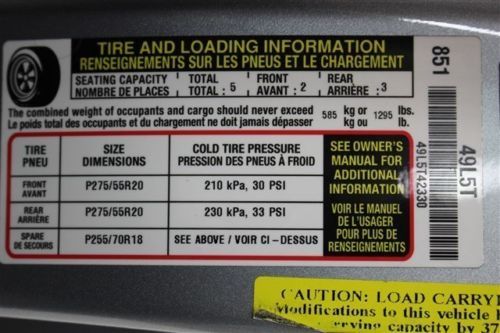 TIRE AND LOADING INFORMATION
RENSEIGNEMENTS SUR LES PNEUS ET LE CHARGEMENT
SEATING CAPACITY TOTAL : 5 FRONT : 2 REAR : 3
NOMBRE DE PLACES TOTAL AVANT ARRIÈRE
The combined weight of occupants and cargo should never exceed 585 kg or 1295 lbs.
Le poids total des occupants et du chargement ne doit jamais dépasser kg ou lb.
TIRE SIZE COLD TIRE PRESSURE
PNEU DIMENSIONS PRESSION DES PNEUS À FROID
FRONT P275/55R20 210 kPa, 30 PSI
AVANT
REAR P275/55R20 230 kPa, 33 PSI
ARRIÈRE
SPARE P255/70R18 SEE ABOVE / VOIR CI-DESSUS
DE SECOURS
SEE OWNER'S
MANUAL FOR
ADDITIONAL
INFORMATION
VOIR LE MANUEL
DE L'USAGER
POUR PLUS DE
RENSEIGNEMENTS
851
49L5T42330
49L5T
CAUTION: LOAD CARRY
Modifications to this vehicle
capacity by 37